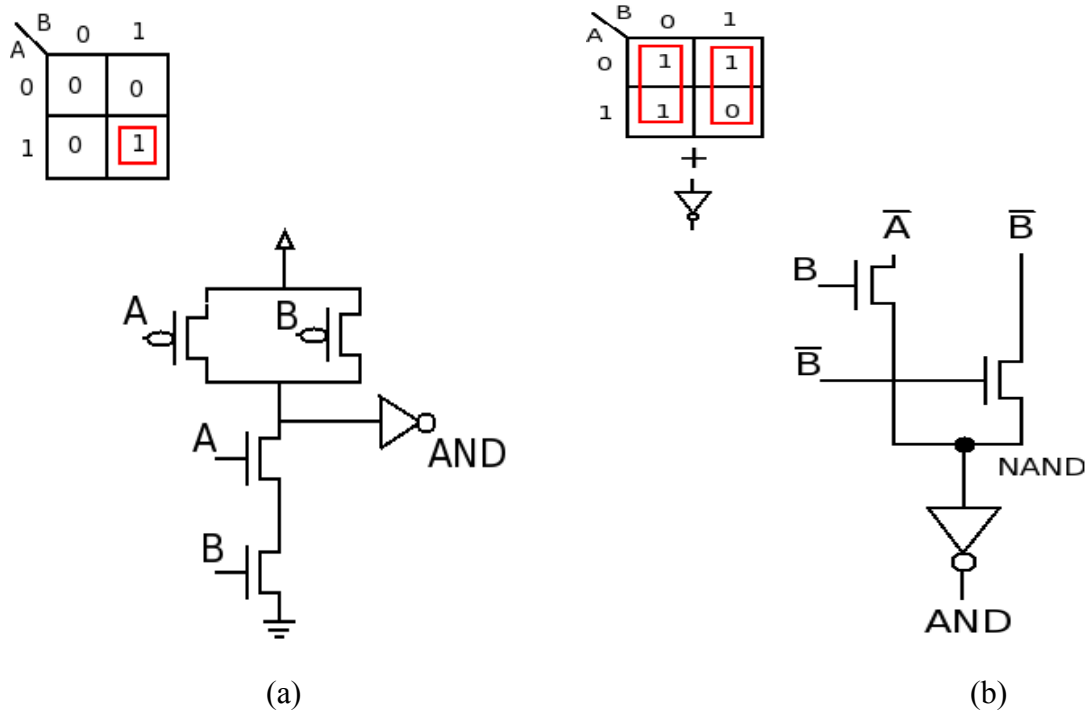 B 0 1
A
0 0 0
1 0 1
B 0 1
A
0 1 1
1 1 0
+
A B
A
AND
B
A̅ B̅
B
B̅
NAND
AND
(a) (b)